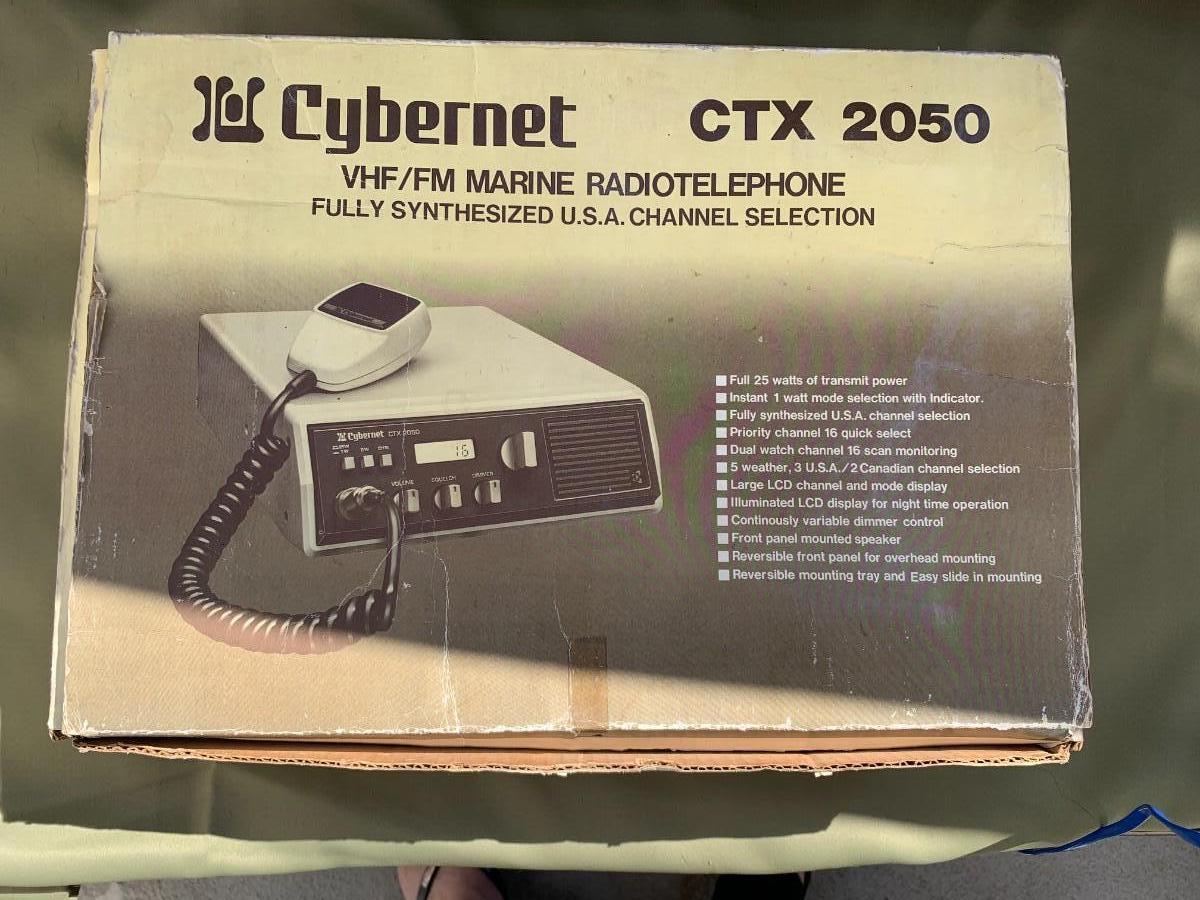 Cybernet CTX 2050
VHF/FM MARINE RADIOTELEPHONE
FULLY SYNTHESIZED U.S.A. CHANNEL SELECTION
Full 25 watts of transmit power
Instant 1 watt mode selection with Indicator.
Fully synthesized U.S.A. channel selection
Priority channel 16 quick select
Dual watch channel 16 scan monitoring
5 weather, 3 U.S.A./2 Canadian channel selection
Large LCD channel and mode display
Illuminated LCD display for night time operation
Continously variable dimmer control
Front panel mounted speaker
Reversible front panel for overhead mounting
Reversible mounting tray and Easy slide in mounting
Cybernet CTX 2050
16
VOLUME SQUELCH DIMMER